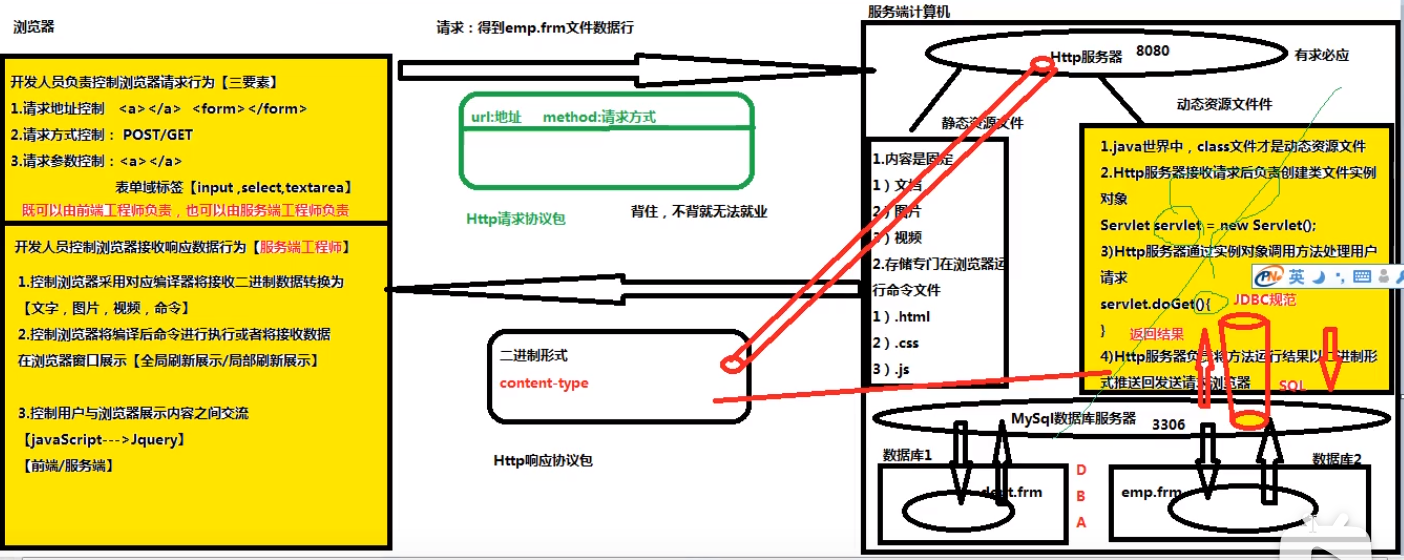 浏览器
请求：得到emp.frm文件数据行
服务端计算机
开发人员负责控制浏览器请求行为【三要素】
1.请求地址控制 <a></a> <form></form>
2.请求方式控制： POST/GET
3.请求参数控制：<a></a>
表单域标签【input ,select,textarea】
既可以由前端工程师负责，也可以由服务端工程师负责
开发人员控制浏览器接收响应数据行为【服务端工程师】
1.控制浏览器采用对应编译器将接收二进制数据转换为
【文字，图片，视频，命令】
2.控制浏览器将编译后命令进行执行或者将接收数据
在浏览器窗口展示【全局刷新展示/局部刷新展示】
3.控制用户与浏览器展示内容之间交流
【javaScript--->Jquery】
【前端/服务端】
url:地址 method:请求方式
Http请求协议包
背住，不背就无法就业
二进制形式
content-type
Http响应协议包
Http服务器 8080
有求必应
静态资源文件
动态资源文件件
1.内容是固定
1）文档
2）图片
3）视频
2.存储专门在浏览器运
行命令文件
1）.html
2）.css
3）.js
1.java世界中，class文件才是动态资源文件
2.Http服务器接收请求后负责创建类文件实例
对象
Servlet servlet = new Servlet();
3)Http服务器通过实例对象调用方法处理用户
请求
英
servlet.doGet(){
JDBC规范
}
返回结果
4)Http服务器负责将方法运行结果以二进制形
式推送回发送请求浏览器
SQL
MySql数据库服务器 3306
数据库1
数据库2
dept.frm
D
B
A
emp.frm